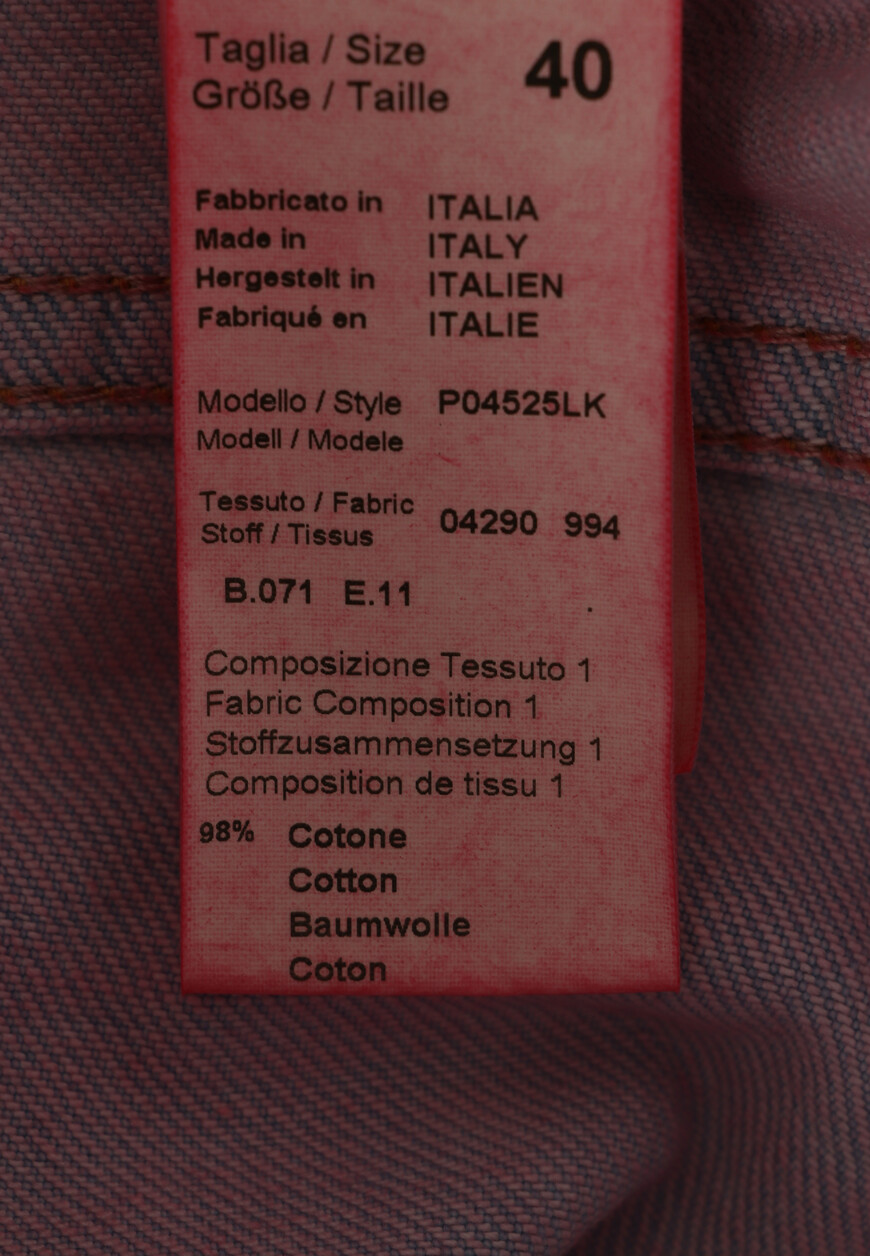 Taglia / Size 40
Größe / Taille
Fabbricato in ITALIA
Made in ITALY
Hergestelt in ITALIEN
Fabriqué en ITALIE
Modello / Style P04525LK
Modell / Modele
Tessuto / Fabric 04290 994
Stoff / Tissus
B.071 E.11
Composizione Tessuto 1
Fabric Composition 1
Stoffzusammensetzung 1
Composition de tissu 1
98% Cotone
Cotton
Baumwolle
Coton